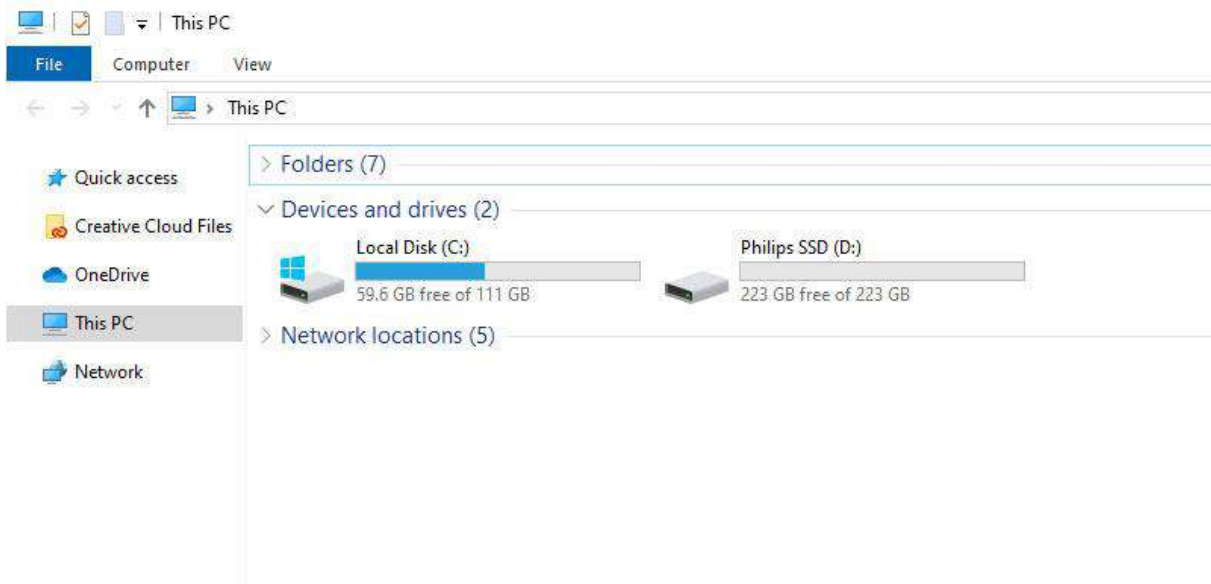 This PC
File Computer View
This PC
Quick access
Creative Cloud Files
OneDrive
This PC
Network
Folders (7)
Devices and drives (2)
Local Disk (C:)
59.6 GB free of 111 GB
Philips SSD (D:)
223 GB free of 223 GB
Network locations (5)